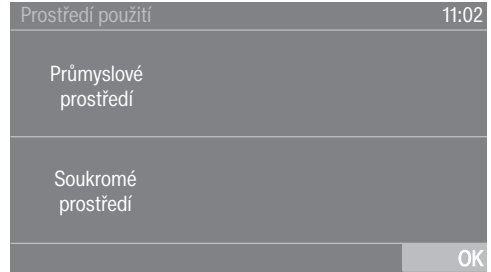 Prostředí použití 11:02
Průmyslové
prostředí
Soukromé
prostředí
OK